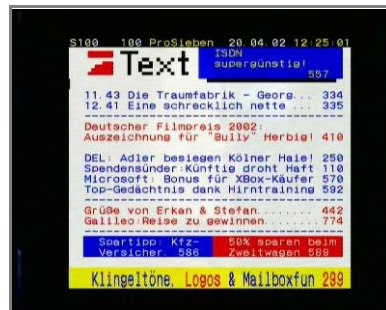 S100 100 ProSieben 20.04.02 12:25:01
Text
ISDN
supergünstig!
557
11.43 Die Traumfabrik - Georg... 334
12.41 Eine schrecklich nette .. 335
Deutscher Filmpreis 2002:
Auszeichnung für "Bully" Herbig! 410
DEL: Adler besiegen Kölner Haie! 250
Spendensünder:Künftig droht Haft 110
Microsoft: Bonus für XBox-Käufer 570
Top-Gedächtnis dank Hirntraining 592
Grüße von Erkan & Stefan........ 442
Galileo:Reise zu gewinnen....... 774
Spartipp: Kfz-
Versicher. 586
50% sparen beim
Zweitwagen 589
Klingeltöne, Logos & Mailboxfun 299